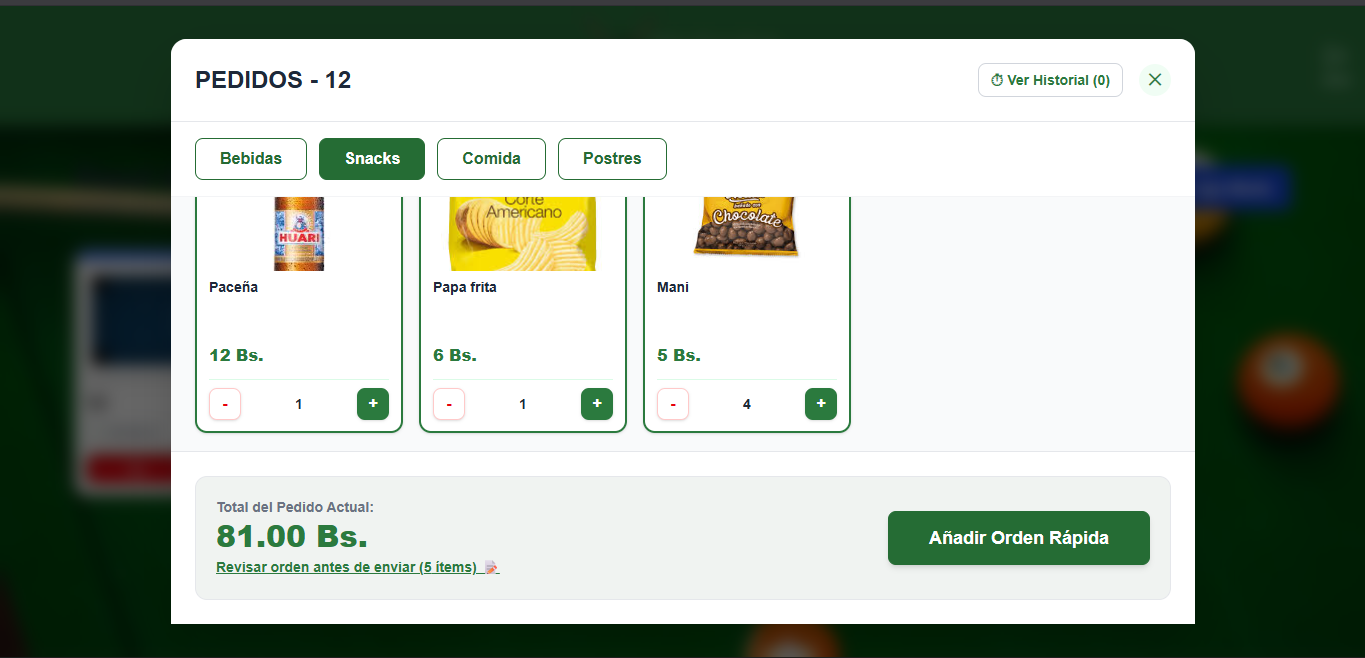 PEDIDOS - 12
⏱ Ver Historial (0)
Bebidas
Snacks
Comida
Postres
HUARI
Corte
Americano
Chocolate
Paceña
Papa frita
Mani
12 Bs.
6 Bs.
5 Bs.
- 1 +
- 1 +
- 4 +
Total del Pedido Actual:
81.00 Bs.
Revisar orden antes de enviar (5 ítems) 📝
Añadir Orden Rápida